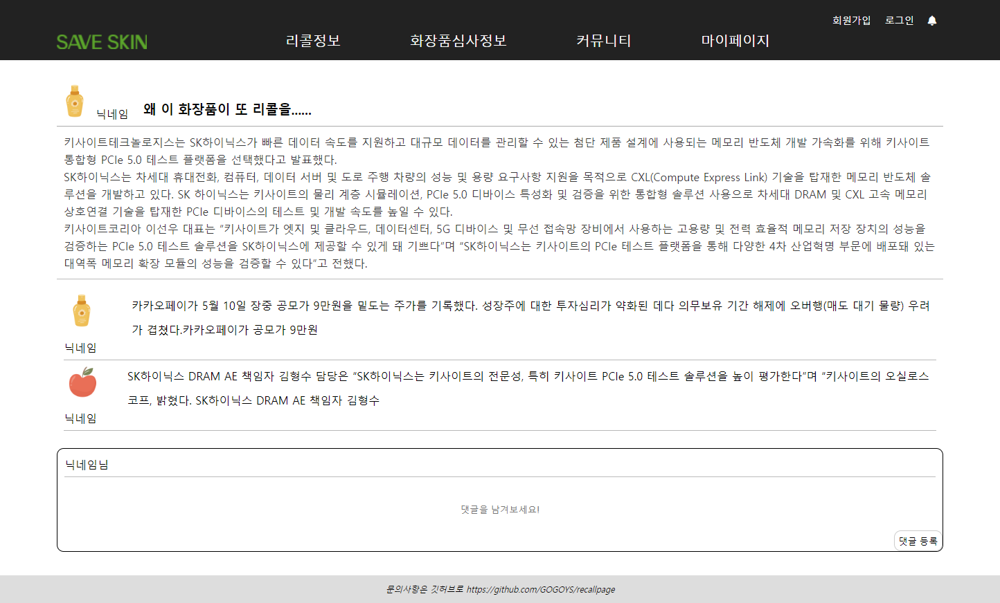 회원가입 로그인
SAVE SKIN 리콜정보 화장품심사정보 커뮤니티 마이페이지
닉네임 왜 이 화장품이 또 리콜을......
키사이트테크놀로지스는 SK하이닉스가 빠른 데이터 속도를 지원하고 대규모 데이터를 관리할 수 있는 첨단 제품 설계에 사용되는 메모리 반도체 개발 가속화를 위해 키사이트
통합형 PCIe 5.0 테스트 플랫폼을 선택했다고 발표했다.
SK하이닉스는 차세대 휴대전화, 컴퓨터, 데이터 서버 및 도로 주행 차량의 성능 및 용량 요구사항 지원을 목적으로 CXL(Compute Express Link) 기술을 탑재한 메모리 반도체 솔
루션을 개발하고 있다. SK 하이닉스는 키사이트의 물리 계층 시뮬레이션, PCIe 5.0 디바이스 특성화 및 검증을 위한 통합형 솔루션 사용으로 차세대 DRAM 및 CXL 고속 메모리
상호연결 기술을 탑재한 PCIe 디바이스의 테스트 및 개발 속도를 높일 수 있다.
키사이트코리아 이선우 대표는 “키사이트가 엣지 및 클라우드, 데이터센터, 5G 디바이스 및 무선 접속망 장비에서 사용하는 고용량 및 전력 효율적 메모리 저장 장치의 성능을
검증하는 PCIe 5.0 테스트 솔루션을 SK하이닉스에 제공할 수 있게 돼 기쁘다”며 “SK하이닉스는 키사이트의 PCIe 테스트 플랫폼을 통해 다양한 4차 산업혁명 부문에 배포돼 있는
대역폭 메모리 확장 모듈의 성능을 검증할 수 있다”고 전했다.
카카오페이가 5월 10일 장중 공모가 9만원을 밑도는 주가를 기록했다. 성장주에 대한 투자심리가 약화된 데다 의무보유 기간 해제에 오버행(매도 대기 물량) 우려
가 겹쳤다.카카오페이가 공모가 9만원
닉네임
SK하이닉스 DRAM AE 책임자 김형수 담당은 “SK하이닉스는 키사이트의 전문성, 특히 키사이트 PCIe 5.0 테스트 솔루션을 높이 평가한다”며 “키사이트의 오실로스
코프, 밝혔다. SK하이닉스 DRAM AE 책임자 김형수
닉네임
닉네임님
댓글을 남겨보세요!
댓글 등록
문의사항은 깃허브로 https://github.com/GOGOYS/recallpage